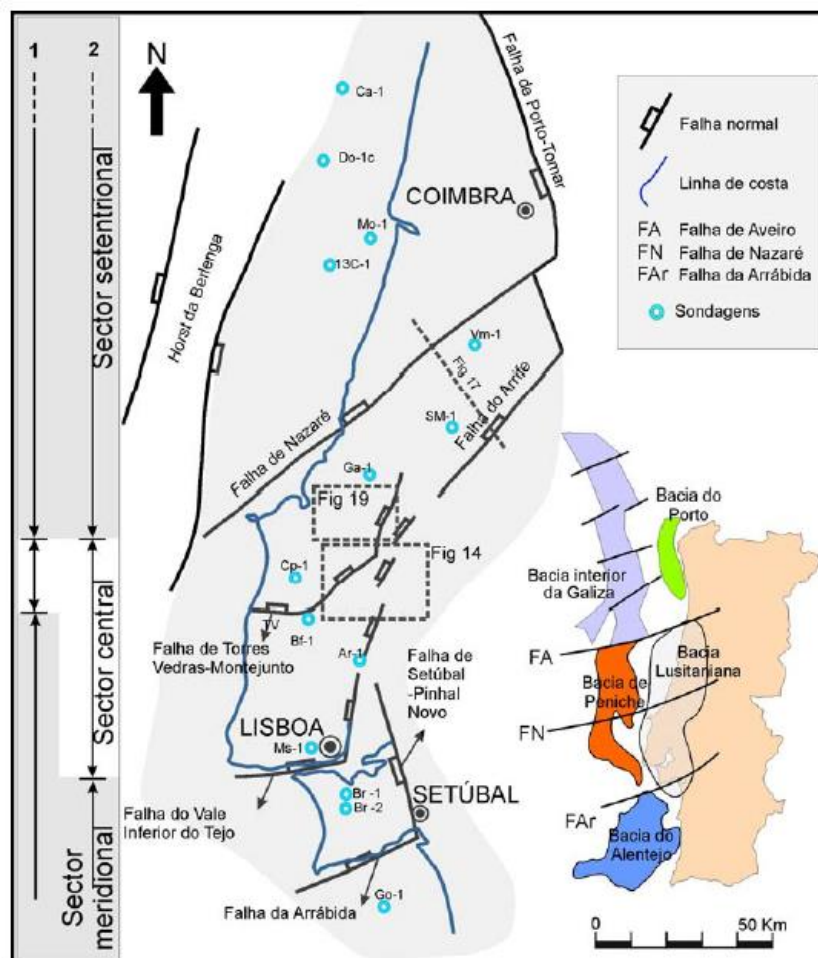 1
2
Sector setentrional
Sector central
Sector
meridional
N
Ca-1
Do-1c
Mo-1
13C-1
COIMBRA
Falha de Porto-Tomar
Horst da Berlenga
Vm-1
Fig 17
SM-1
Falha do Arrife
Falha de Nazaré
Ga-1
Fig 19
Fig 14
Cp-1
TV
Bf-1
Falha de Torres
Vedras-Montejunto
Ar-1
Falha de
Setúbal
-Pinhal
Novo
LISBOA
Ms-1
Br-1
Br-2
SETÚBAL
Falha do Vale
Inferior do Tejo
Falha da Arrábida
Go-1
Falha normal
Linha de costa
FA Falha de Aveiro
FN Falha de Nazaré
FAr Falha da Arrábida
Sondagens
Bacia do
Porto
Bacia interior
da Galiza
FA
Bacia de
Peniche
Bacia
Lusitaniana
FN
FAr
Bacia do
Alentejo
0 50 Km